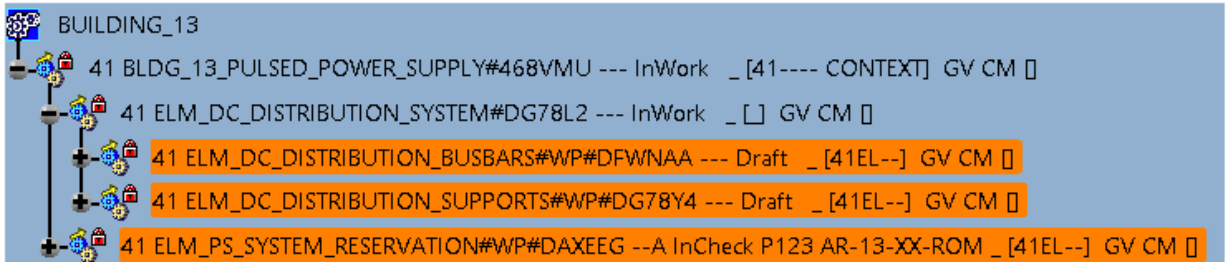 BUILDING_13
41 BLDG_13_PULSED_POWER_SUPPLY#468VMU --- InWork _ [41---- CONTEXT] GV CM []
41 ELM_DC_DISTRIBUTION_SYSTEM#DG78L2 --- InWork _ [_] GV CM []
41 ELM_DC_DISTRIBUTION_BUSBARS#WP#DFWNAA --- Draft _ [41EL--] GV CM []
41 ELM_DC_DISTRIBUTION_SUPPORTS#WP#DG78Y4 --- Draft _ [41EL--] GV CM []
41 ELM_PS_SYSTEM_RESERVATION#WP#DAXEEG --A InCheck P123 AR-13-XX-ROM _ [41EL--] GV CM []